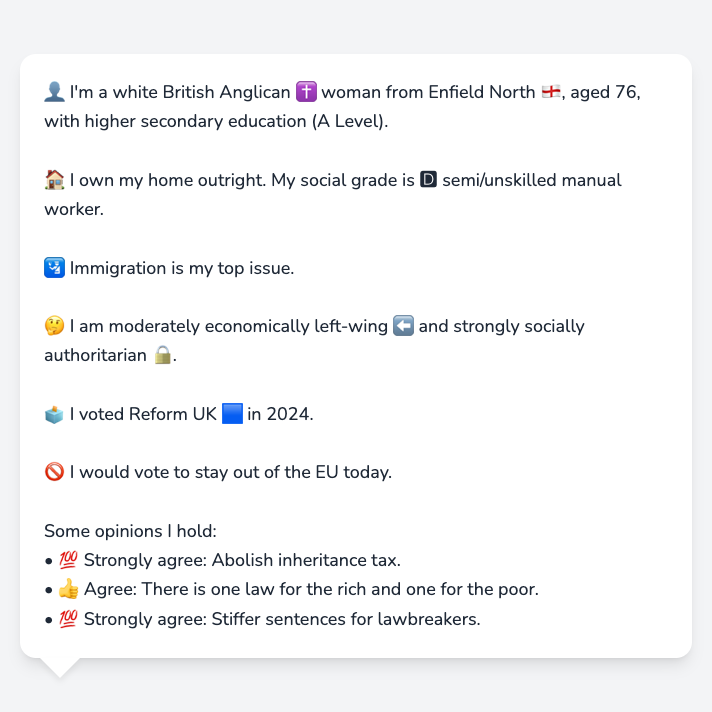 👤 I'm a white British Anglican ✝️ woman from Enfield North 🏴󠁧󠁢󠁥󠁮󠁧󠁿, aged 76,
with higher secondary education (A Level).
🏠 I own my home outright. My social grade is 🅳 semi/unskilled manual
worker.
🛂 Immigration is my top issue.
🤔 I am moderately economically left-wing ⬅️ and strongly socially
authoritarian 🔒.
🗳️ I voted Reform UK 🟦 in 2024.
🚫 I would vote to stay out of the EU today.
Some opinions I hold:
• 💯 Strongly agree: Abolish inheritance tax.
• 👍 Agree: There is one law for the rich and one for the poor.
• 💯 Strongly agree: Stiffer sentences for lawbreakers.